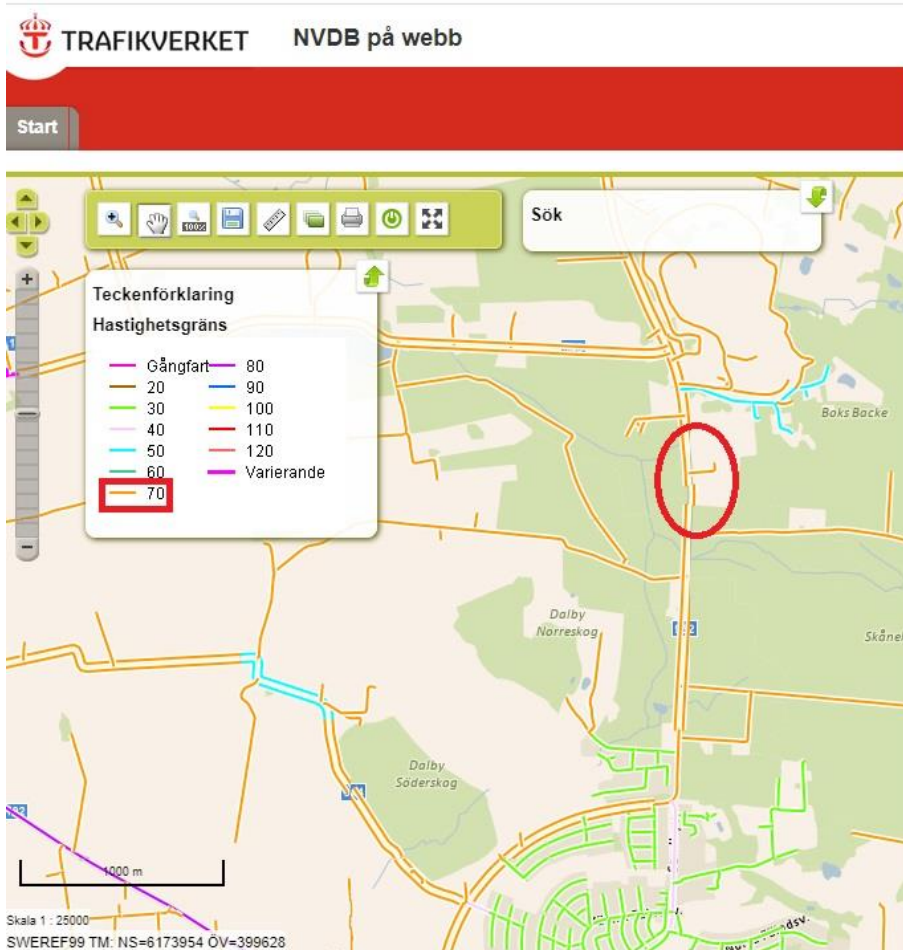 TRAFIKVERKET NVDB på webb
Start
Sök
Teckenförklaring
Hastighetsgräns
Gångfart
80
20
90
30
100
40
110
50
120
60
Varierande
70
Boks Backe
Dalby
Norreskog
Skånel
Dalby
Söderskog
1000 m
Skala 1 : 25000
SWEREF99 TM: NS=6173954 ÖV=399628